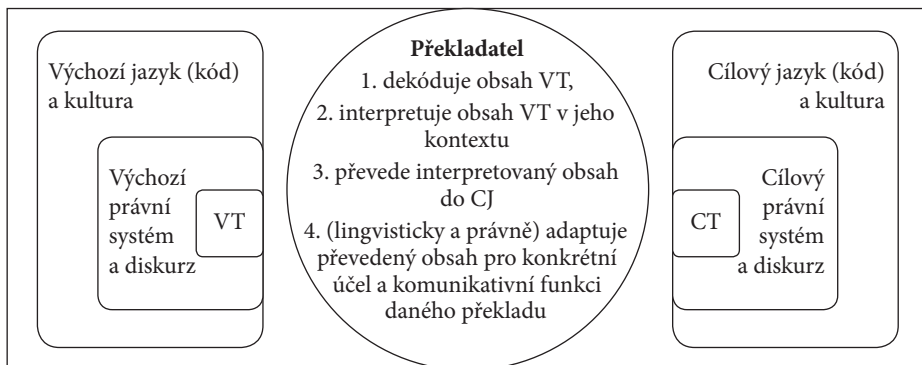 Výchozí jazyk (kód)
a kultura
Výchozí
právní
systém
a diskurz
VT
Překladatel
1. dekóduje obsah VT,
2. interpretuje obsah VT v jeho
kontextu
3. převede interpretovaný obsah
do CJ
4. (lingvisticky a právně) adaptuje
převedený obsah pro konkrétní
účel a komunikativní funkci
daného překladu
Cílový jazyk (kód)
a kultura
CT
Cílový
právní
systém
a diskurz